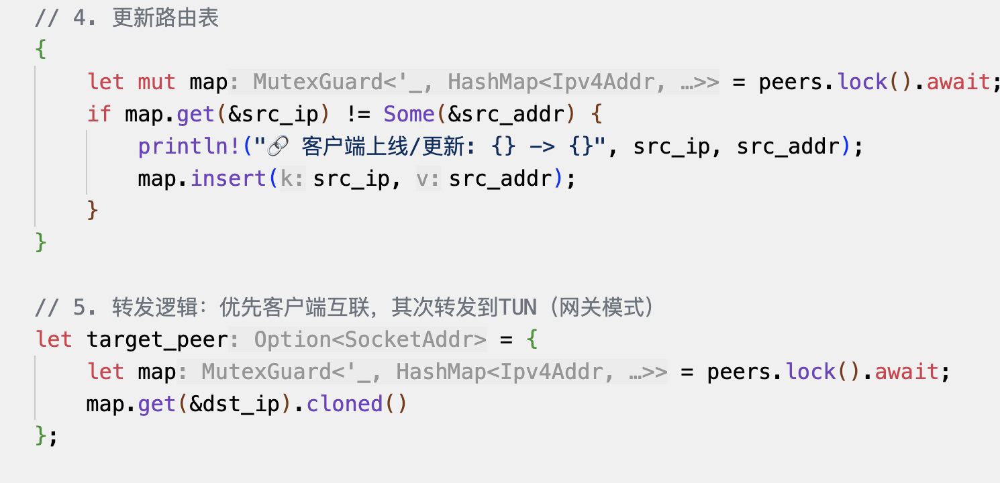 // 4. 更新路由表
{
    let mut map: MutexGuard<'_, HashMap<Ipv4Addr, …>> = peers.lock().await;
    if map.get(&src_ip) != Some(&src_addr) {
        println!("🔗 客户端上线/更新: {} -> {}", src_ip, src_addr);
        map.insert(k: src_ip, v: src_addr);
    }
}

// 5. 转发逻辑：优先客户端互联，其次转发到TUN（网关模式）
let target_peer: Option<SocketAddr> = {
    let map: MutexGuard<'_, HashMap<Ipv4Addr, …>> = peers.lock().await;
    map.get(&dst_ip).cloned()
};